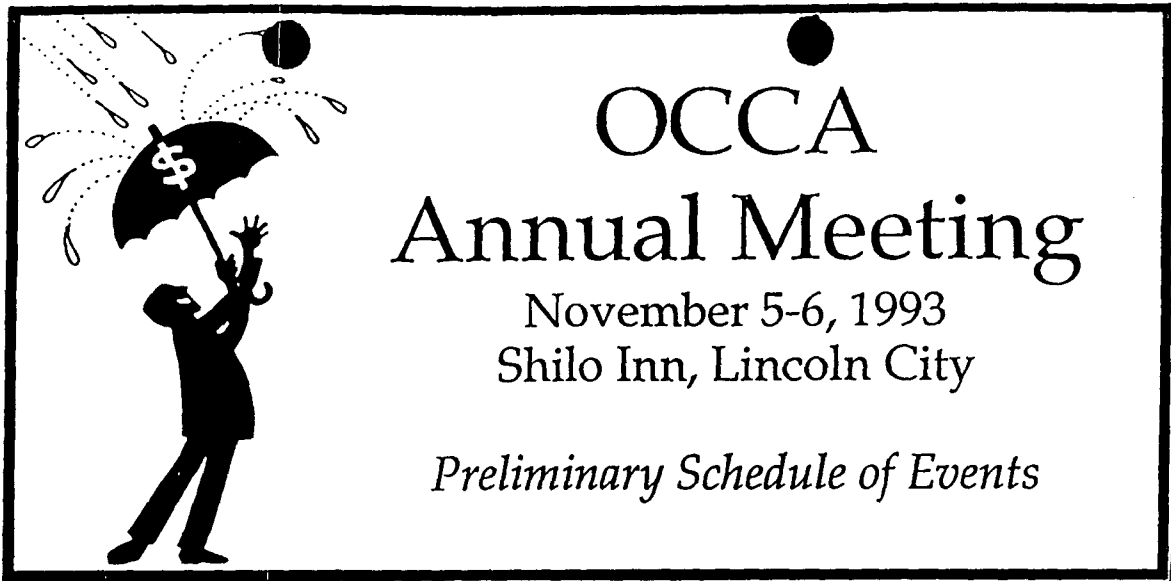 $
OCCA
Annual Meeting
November 5-6, 1993
Shilo Inn, Lincoln City
Preliminary Schedule of Events